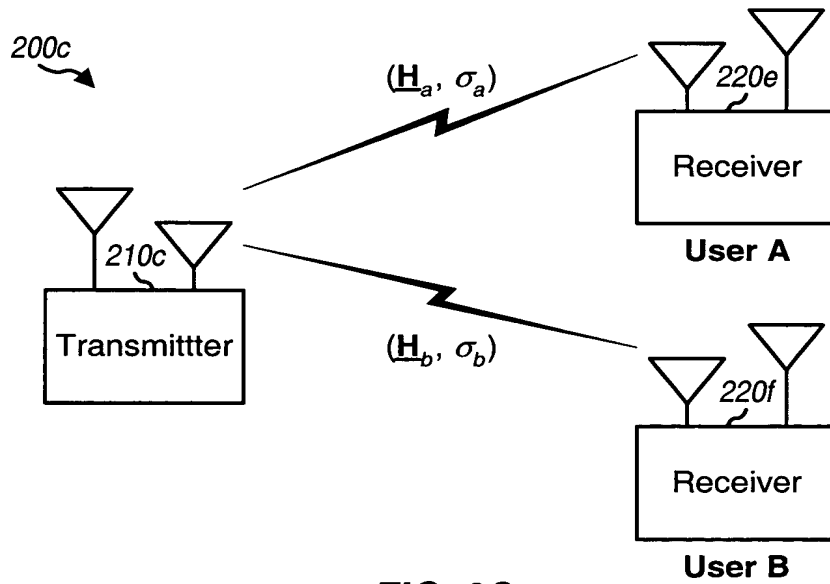 200c
(H_a, σ_a)
220e
Receiver
User A
210c
Transmittter
(H_b, σ_b)
220f
Receiver
User B